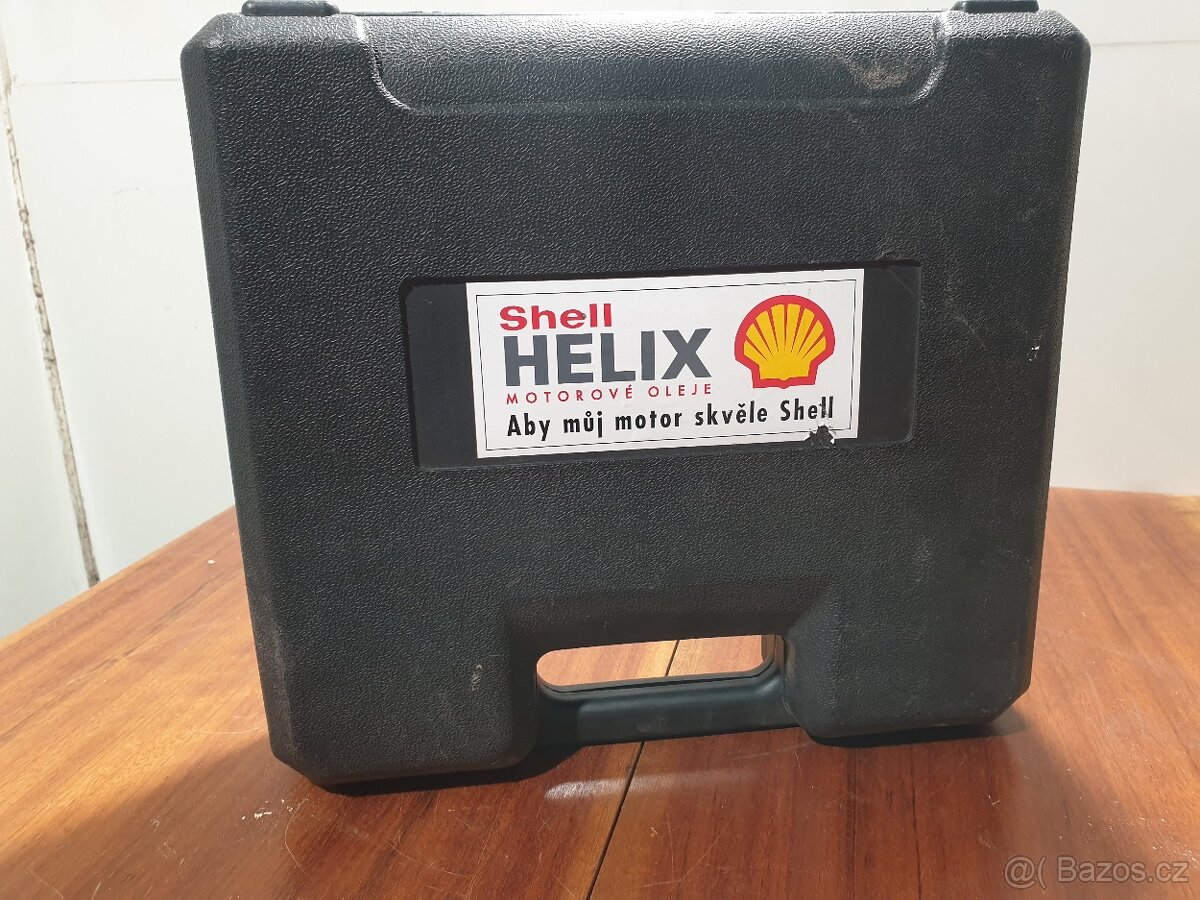 Shell
HELIX
MOTOROVÉ OLEJE
Aby můj motor skvěle Shell
@( Bazos.cz